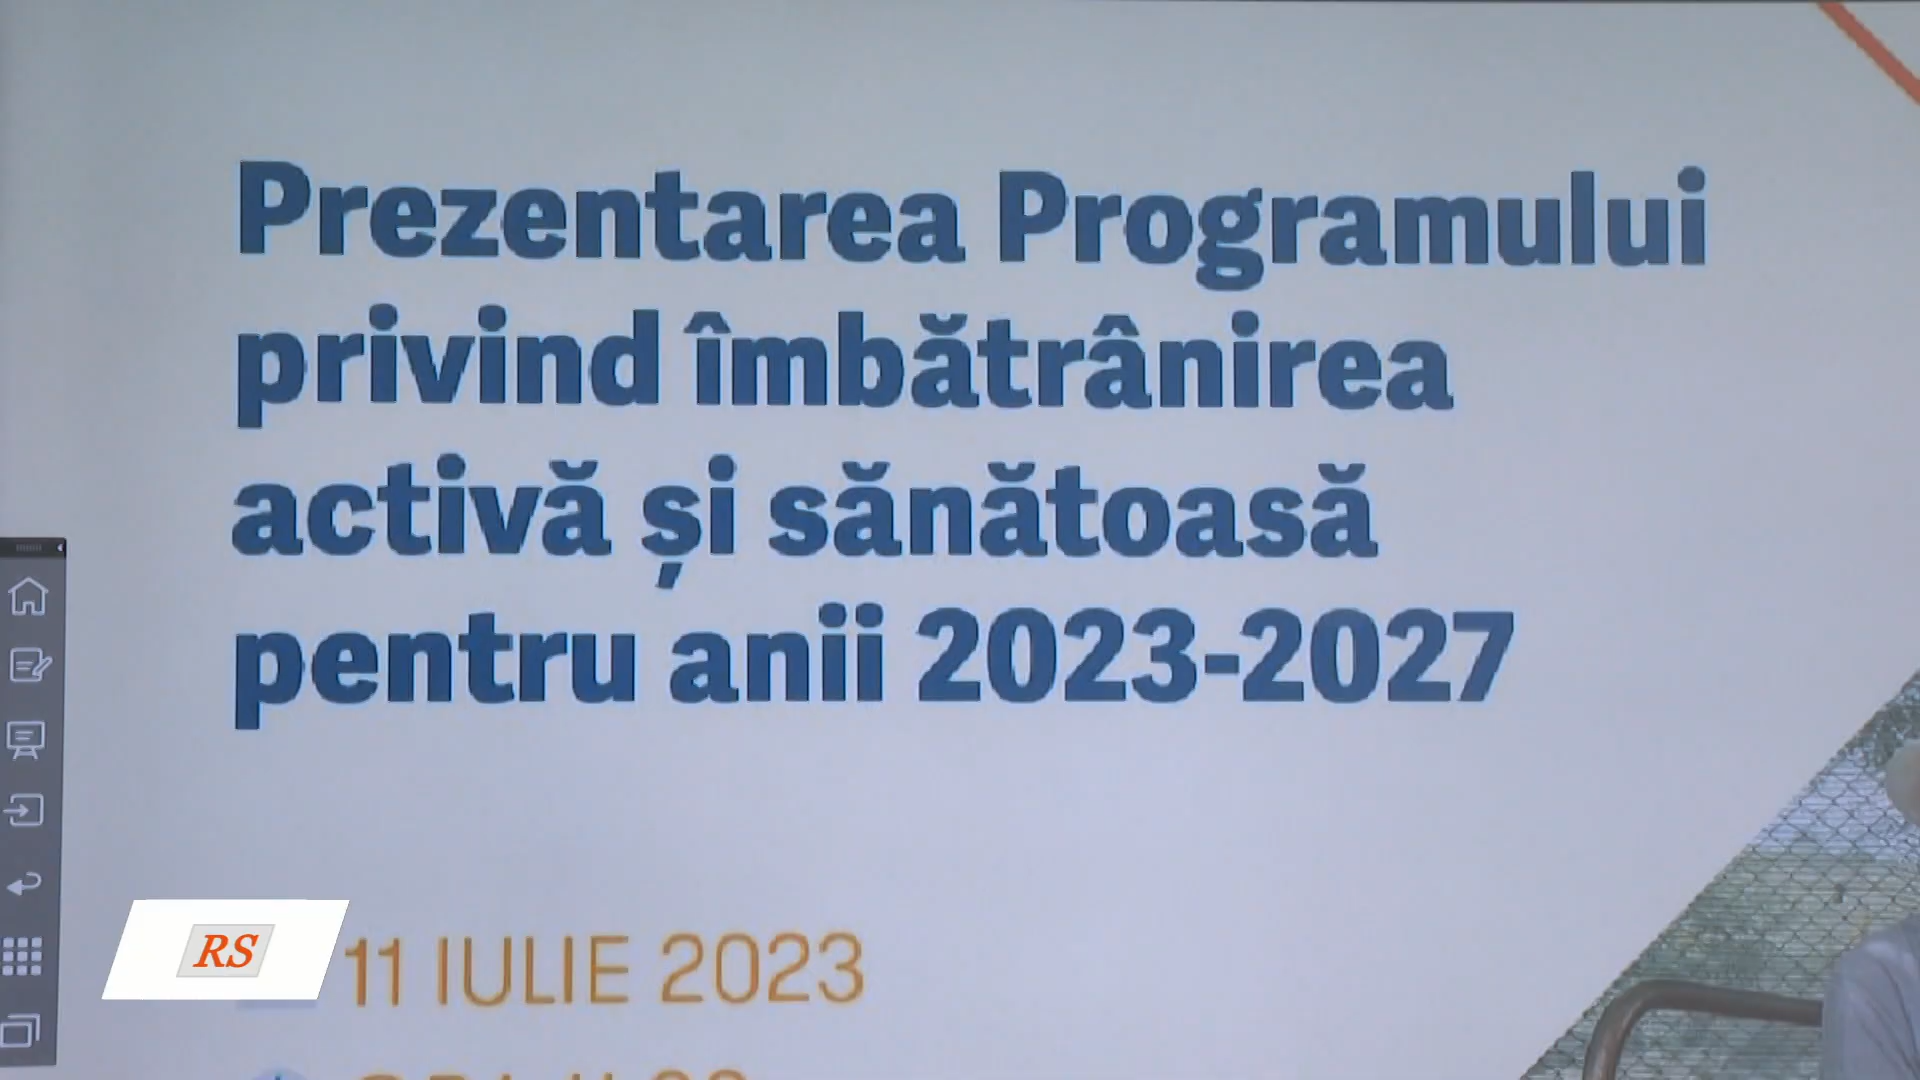 Prezentarea Programului
privind îmbătrânirea
activă și sănătoasă
pentru anii 2023-2027
RS
11 IULIE 2023